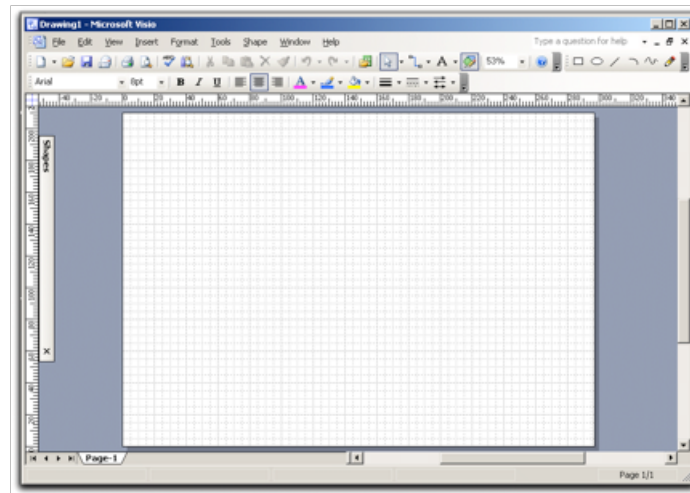 Drawing1 - Microsoft Visio
File Edit View Insert Format Tools Shape Window Help Type a question for help
A 53%
Arial 8pt B I U A
Shapes
Page-1
Page 1/1